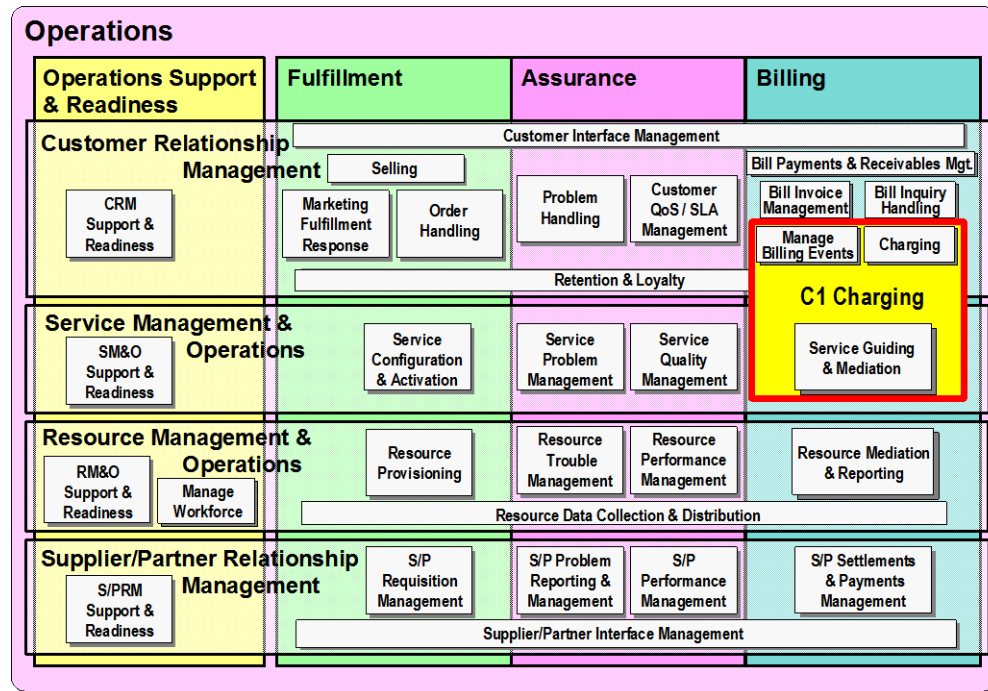 Operations
Operations Support
& Readiness
Fulfillment
Assurance
Billing
Customer Relationship
Management
Customer Interface Management
Selling
Bill Payments & Receivables Mgt.
CRM
Support &
Readiness
Marketing
Fulfillment
Response
Order
Handling
Problem
Handling
Customer
QoS / SLA
Management
Bill Invoice
Management
Bill Inquiry
Handling
Manage
Billing Events
Charging
Retention & Loyalty
C1 Charging
Service Management &
Operations
SM&O
Support &
Readiness
Service
Configuration
& Activation
Service
Problem
Management
Service
Quality
Management
Service Guiding
& Mediation
Resource Management &
Operations
RM&O
Support &
Readiness
Manage
Workforce
Resource
Provisioning
Resource
Trouble
Management
Resource
Performance
Management
Resource Mediation
& Reporting
Resource Data Collection & Distribution
Supplier/Partner Relationship
Management
S/PRM
Support &
Readiness
S/P
Requisition
Management
S/P Problem
Reporting &
Management
S/P
Performance
Management
S/P Settlements
& Payments
Management
Supplier/Partner Interface Management